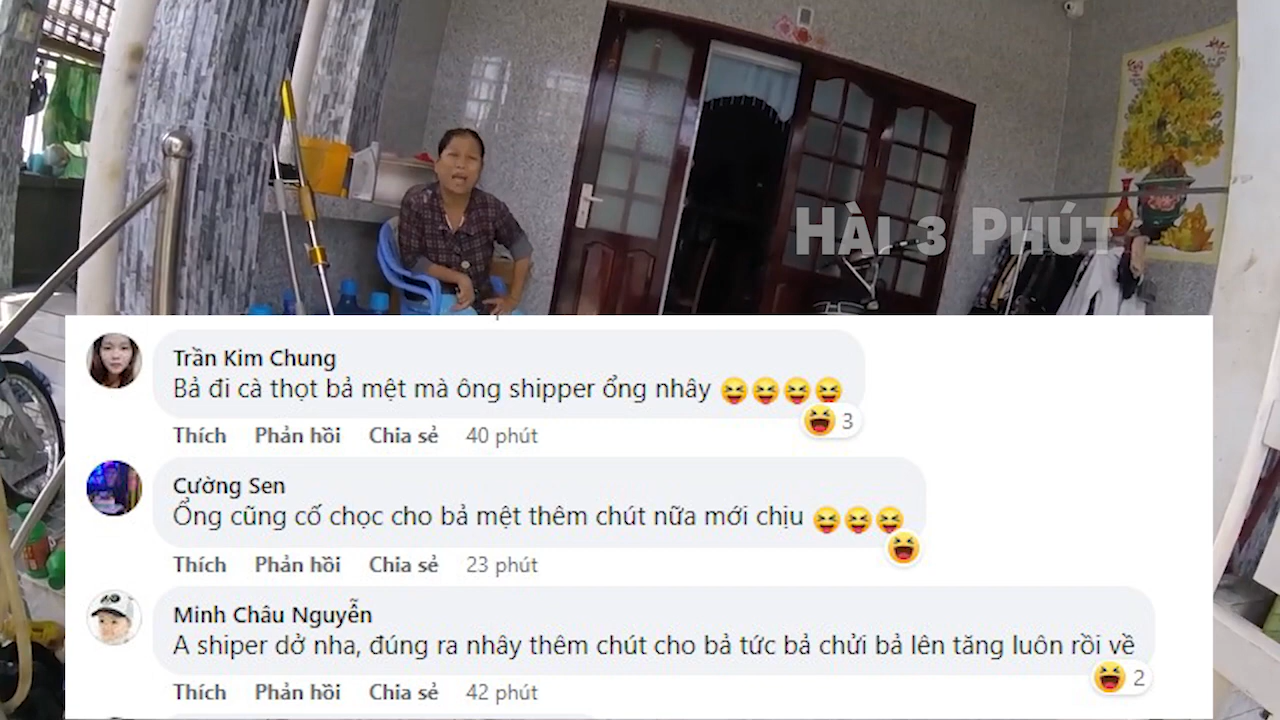 Hài 3 Phút
Trần Kim Chung
Bả đi cà thọt bả mệt mà ông shipper ổng nhây 😝😝😝😝
😆 3
Thích Phản hồi Chia sẻ 40 phút
Cường Sen
Ổng cũng cố chọc cho bả mệt thêm chút nữa mới chịu 😝😝😝
😆
Thích Phản hồi Chia sẻ 23 phút
Minh Châu Nguyễn
A shiper dở nha, đúng ra nhây thêm chút cho bả tức bả chửi bả lên tăng luôn rồi về
😆 2
Thích Phản hồi Chia sẻ 42 phút